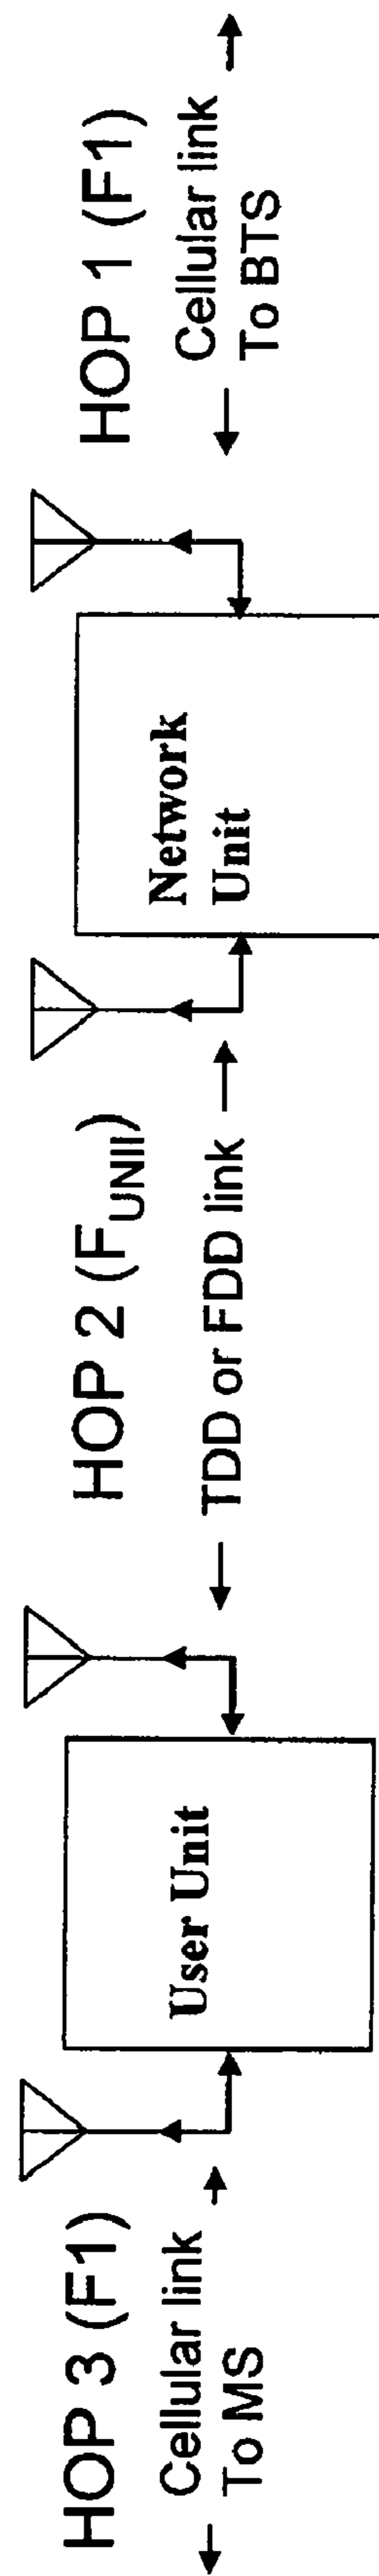 HOP 3 (F1)
Cellular link
To MS
User Unit
HOP 2 (FUNII)
TDD or FDD link
Network
Unit
HOP 1 (F1)
Cellular link
To BTS